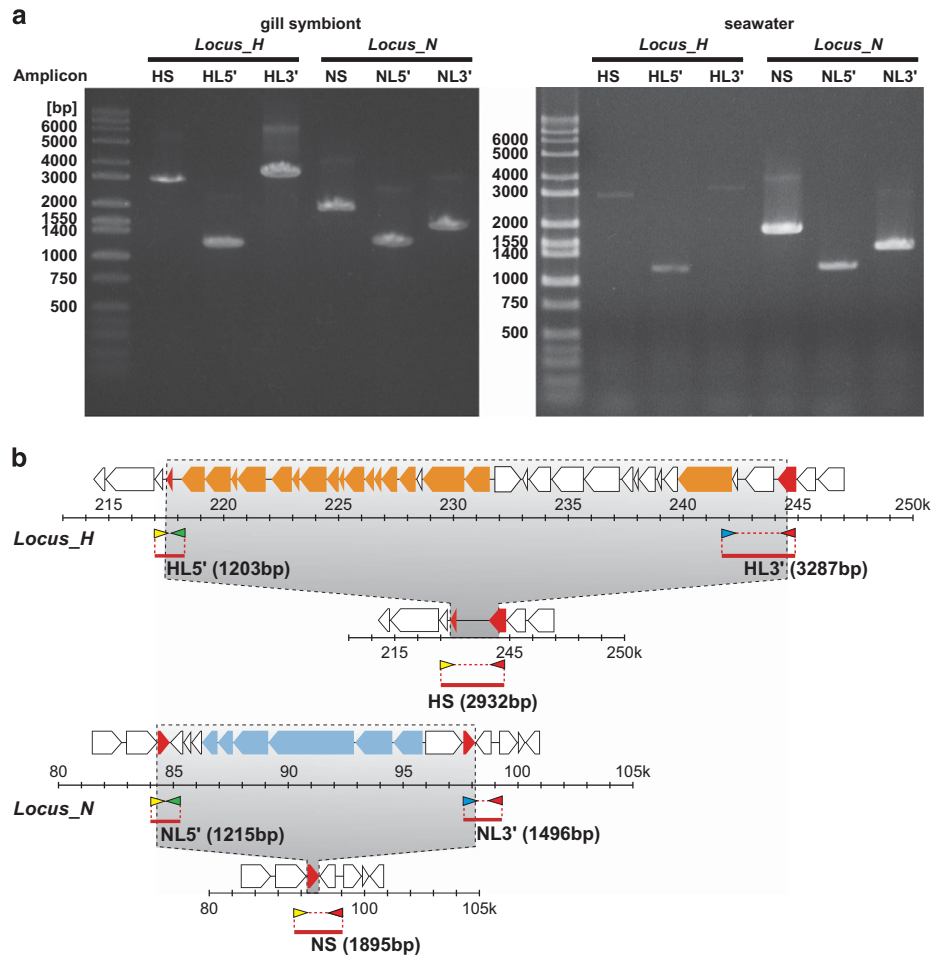 a
gill symbiont
seawater
Locus_H Locus_N
Locus_H Locus_N
Amplicon HS HL5' HL3' NS NL5' NL3'
HS HL5' HL3' NS NL5' NL3'
[bp]
6000
5000
4000
3000
2000
1550
1400
1000
750
500
6000
5000
4000
3000
2000
1550
1400
1000
750
500
b
215 220 225 230 235 240 245 250k
Locus_H
HL5' (1203bp) HL3' (3287bp)
215 245 250k
HS (2932bp)
80 85 90 95 100 105k
Locus_N
NL5' (1215bp) NL3' (1496bp)
80 100 105k
NS (1895bp)